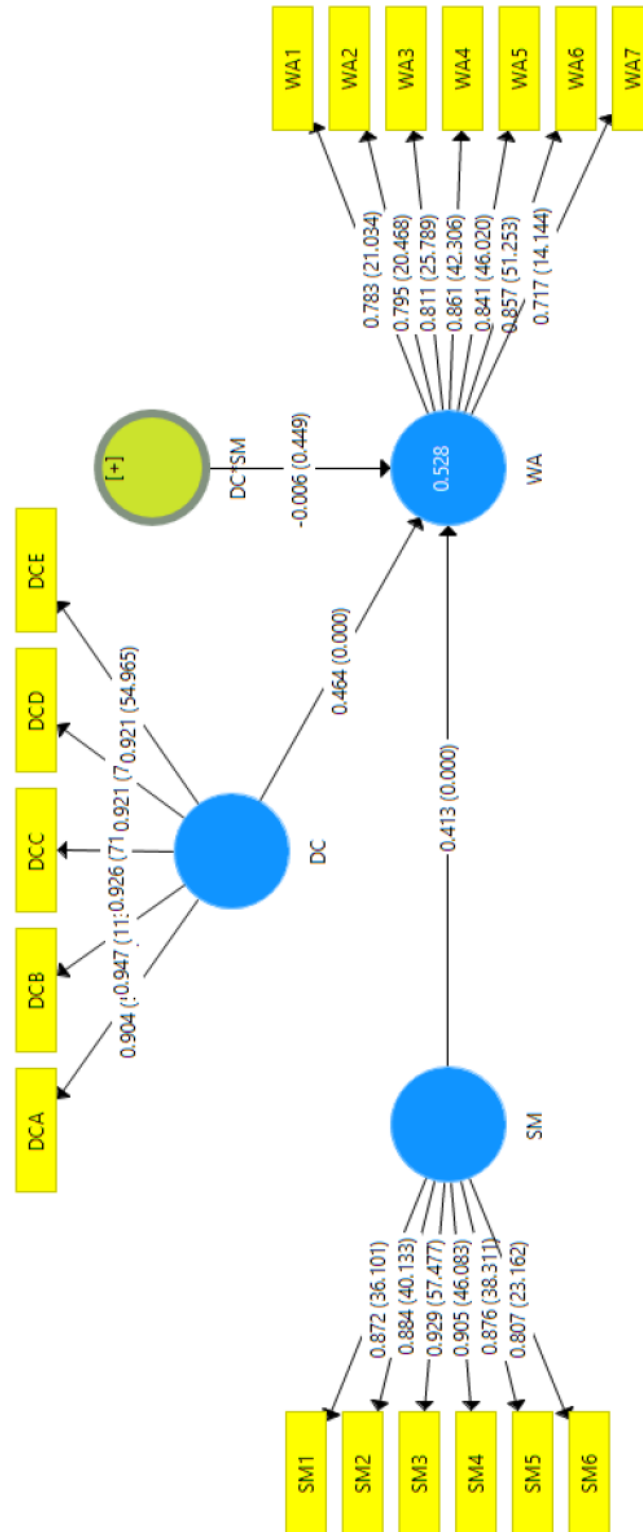 DCA
DCB
DCC
DCD
DCE
0.904
0.947
0.926
0.921
0.921 (54.965)
DC
[+]
DC*SM
-0.006 (0.449)
0.464 (0.000)
0.413 (0.000)
SM1
SM2
SM3
SM4
SM5
SM6
0.872 (36.101)
0.884 (40.133)
0.929 (57.477)
0.905 (46.083)
0.876 (38.311)
0.807 (23.162)
SM
0.528
WA
0.783 (21.034)
0.795 (20.468)
0.811 (25.789)
0.861 (42.306)
0.841 (46.020)
0.857 (51.253)
0.717 (14.144)
WA1
WA2
WA3
WA4
WA5
WA6
WA7